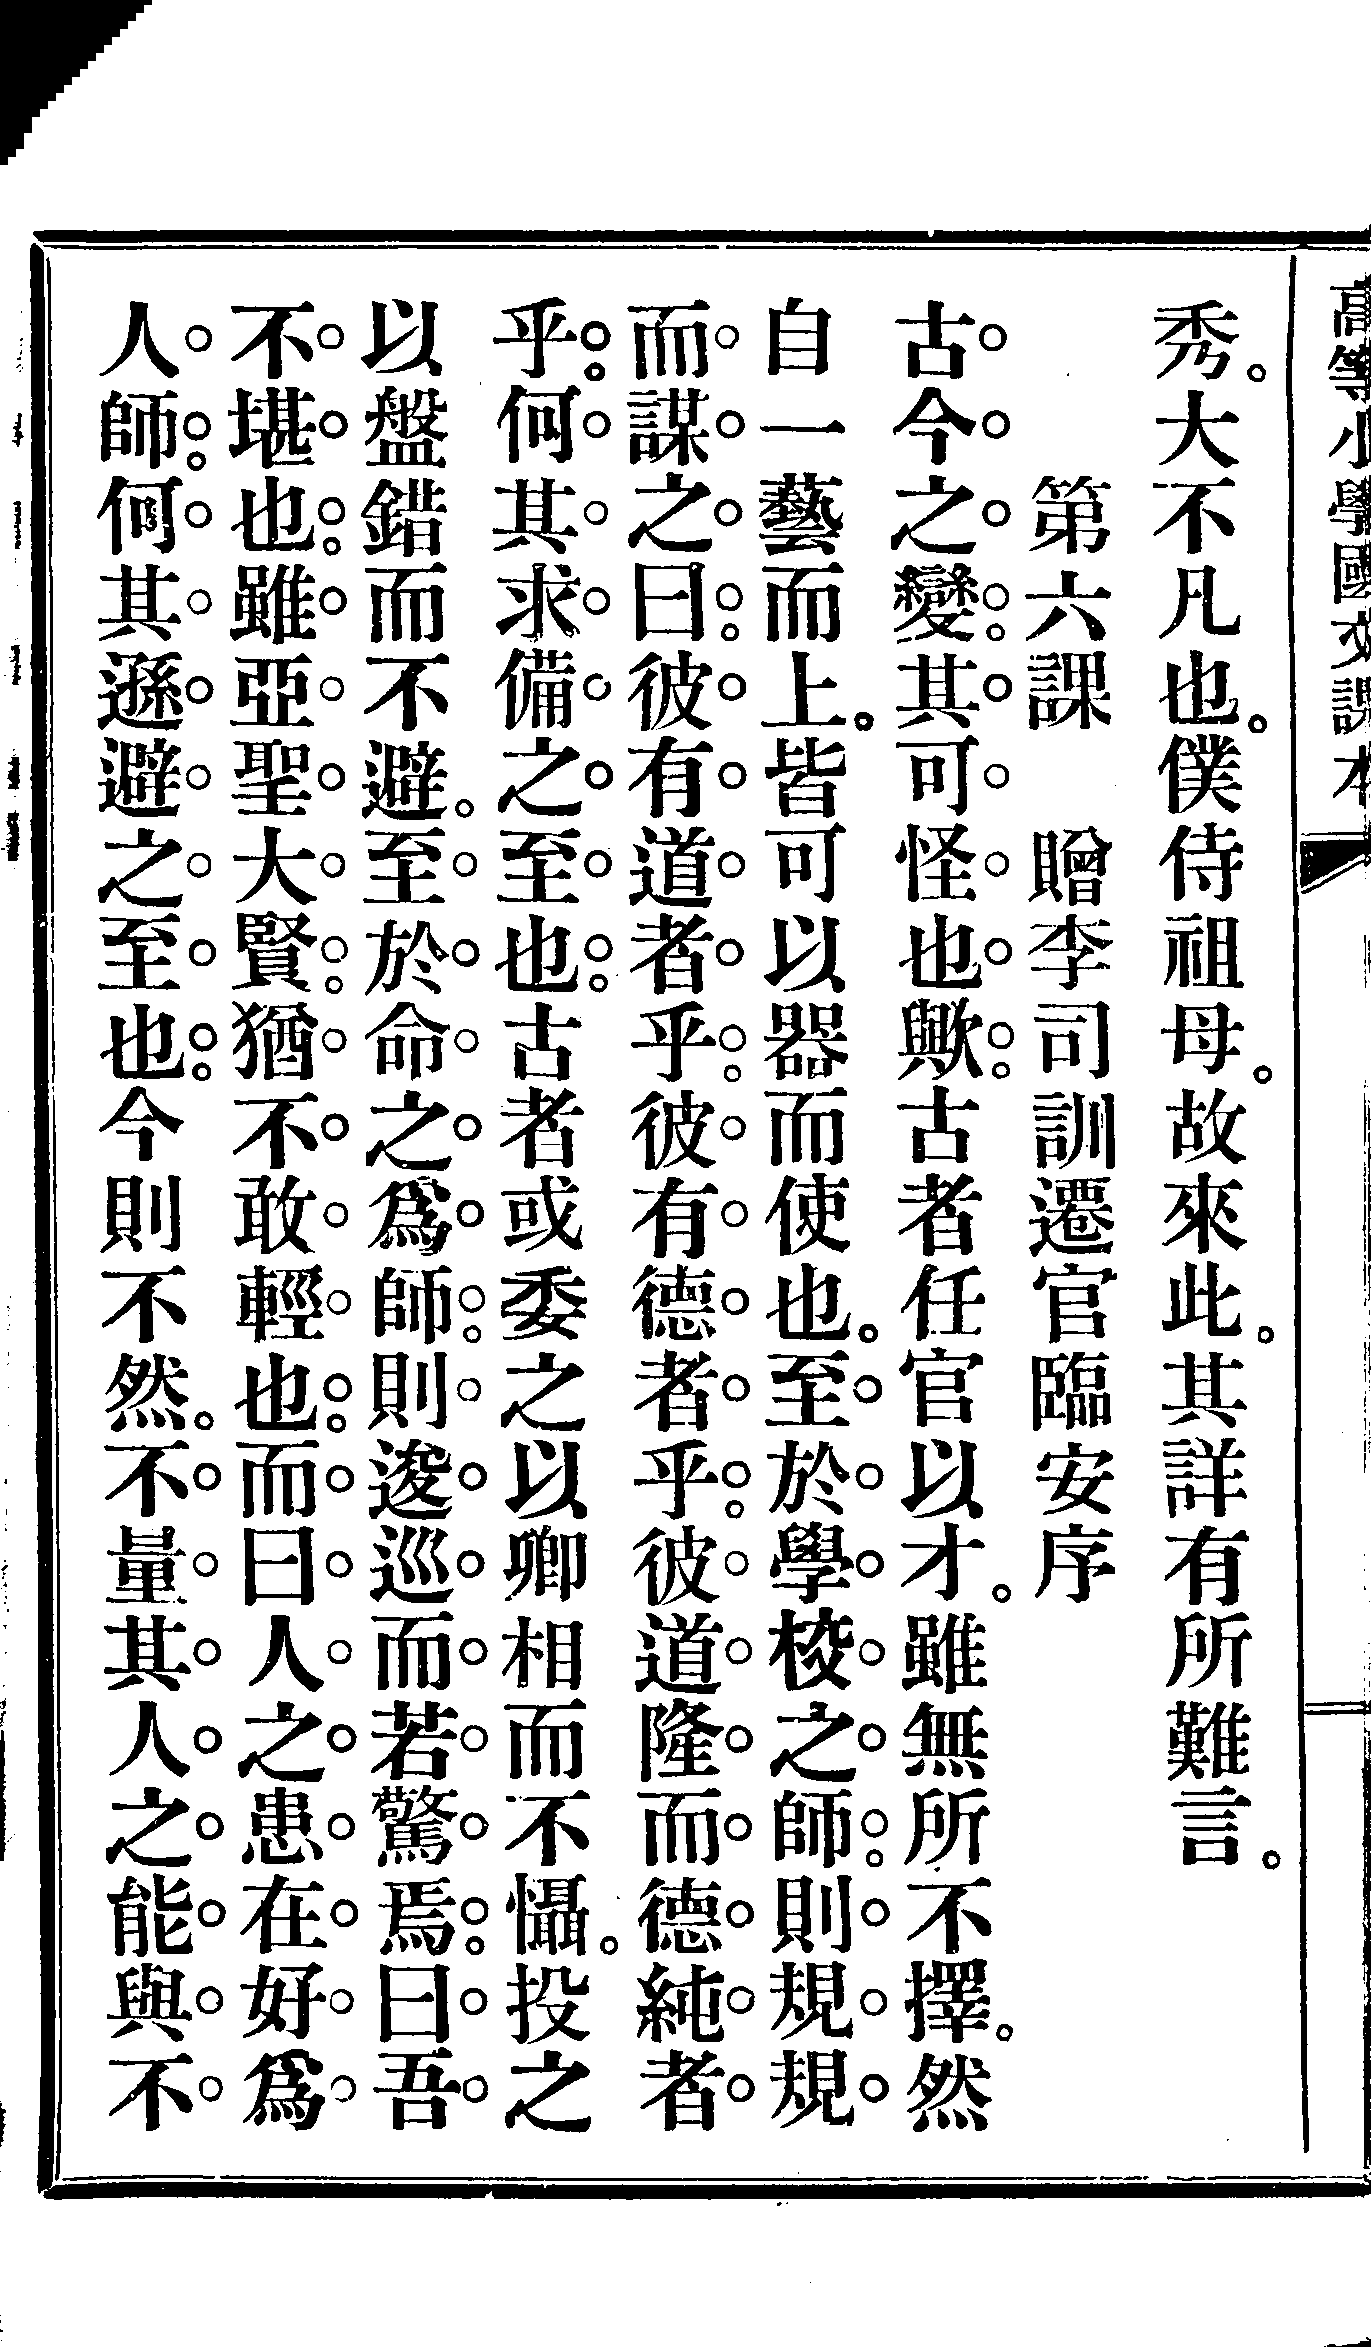 高等小學國文課本
秀。大不凡也。僕侍祖母。故來此。其詳有所難言。
第六課　贈李司訓遷官臨安序
古今之變。其可怪也歟。古者任官以才。雖無所不擇。然
自一藝而上。皆可以器而使也。至於學校之師。則規規
而謀之曰。彼有道者乎。彼有德者乎。彼道隆而德純者
乎。何其求備之至也。古者或委之以卿相而不懾。投之
以盤錯而不避。至於命之爲師。則逡巡而若驚焉。曰吾
不堪也。雖亞聖大賢。猶不敢輕也。而曰人之患在好爲
人師。何其遜避之至也。今則不然。不量其人之能與不